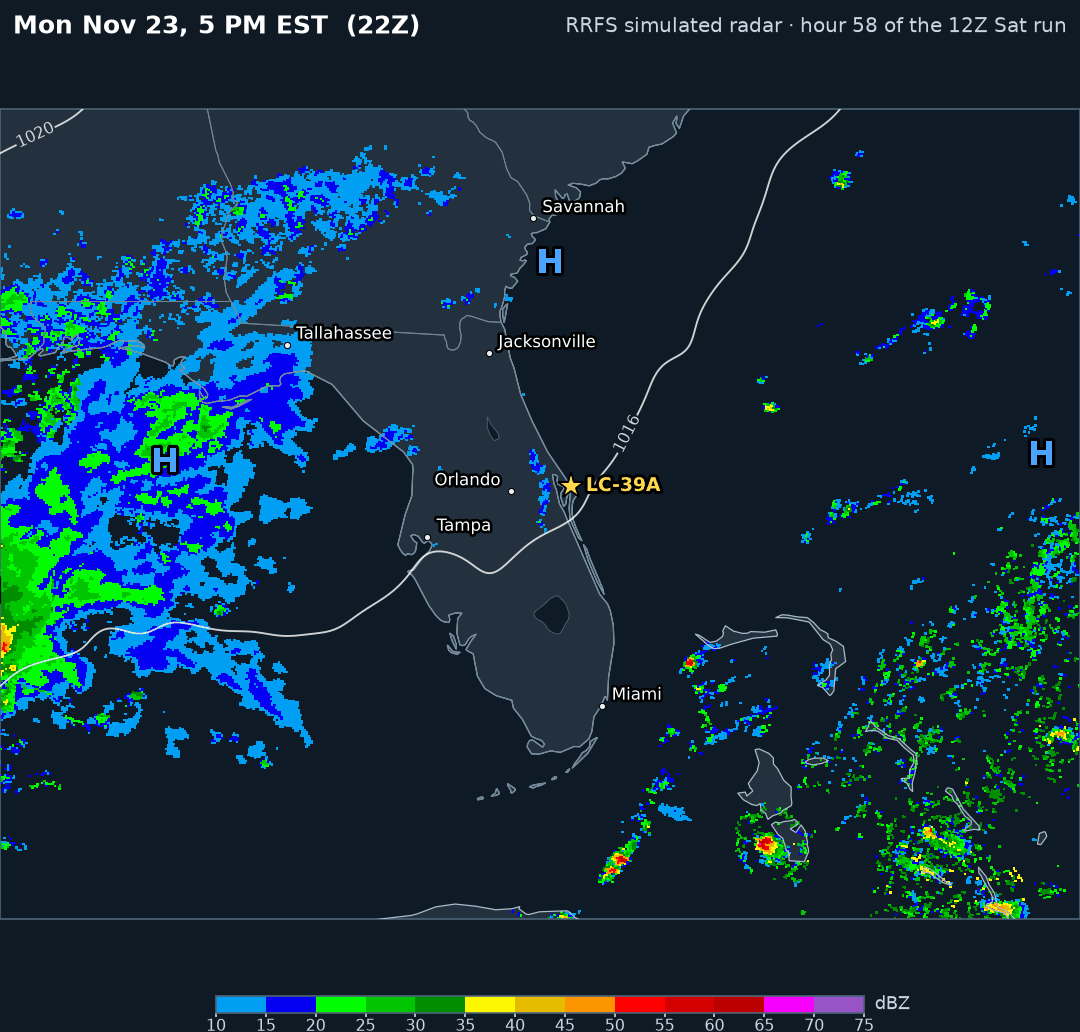 Mon Nov 23, 5 PM EST (22Z)
RRFS simulated radar · hour 58 of the 12Z Sat run
1020
Savannah
H
Tallahassee
Jacksonville
1016
H
H
Orlando
LC-39A
Tampa
Miami
dBZ
10 15 20 25 30 35 40 45 50 55 60 65 70 75